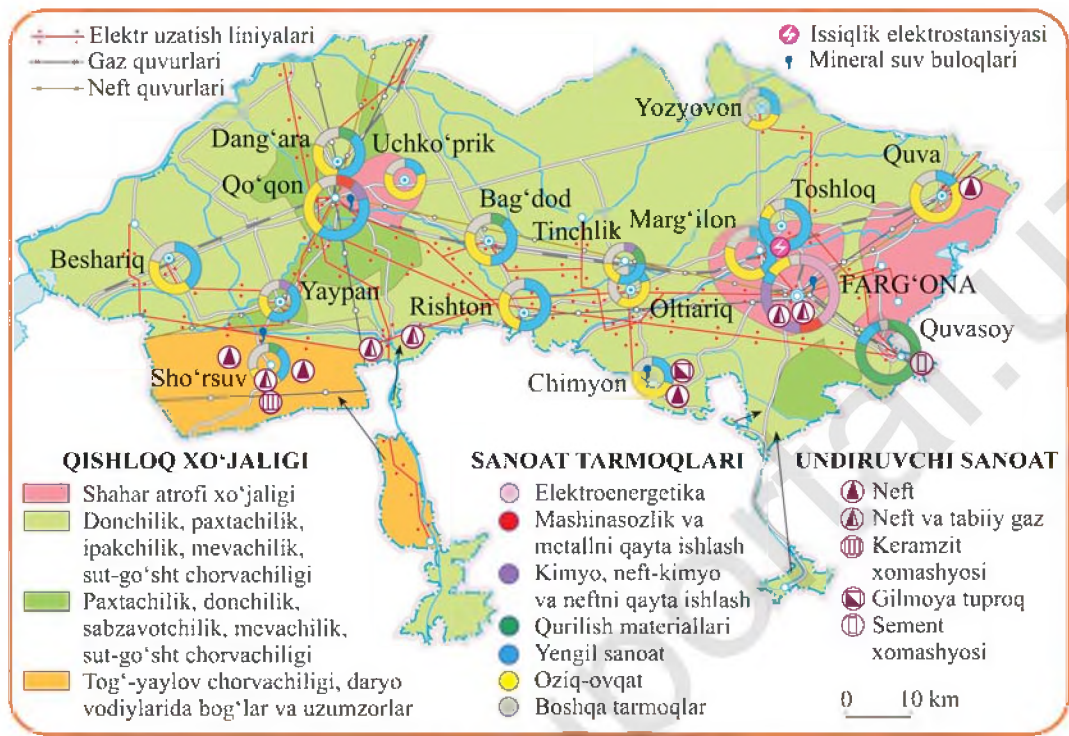 Elektr uzatish liniyalari
Gaz quvurlari
Neft quvurlari
Issiqlik elektrostansiyasi
Mineral suv buloqlari
Yozyovon
Dang‘ara
Uchko‘prik
Quva
Qo‘qon
Toshloq
Bag‘dod
Marg‘ilon
Tinchlik
Beshariq
FARG‘ONA
Yaypan
Rishton
Oltiariq
Quvasoy
Sho‘rsuv
Chimyon
QISHLOQ XO‘JALIGI
Shahar atrofi xo‘jaligi
Donchilik, paxtachilik,
ipakchilik, mevachilik,
sut-go‘sht chorvachiligi
Paxtachilik, donchilik,
sabzavotchilik, mevachilik,
sut-go‘sht chorvachiligi
Tog‘-yaylov chorvachiligi, daryo
vodiylarida bog‘lar va uzumzorlar
SANOAT TARMOQLARI
Elektroenergetika
Mashinasozlik va
metallni qayta ishlash
Kimyo, neft-kimyo
va neftni qayta ishlash
Qurilish materiallari
Yengil sanoat
Oziq-ovqat
Boshqa tarmoqlar
UNDIRUVCHI SANOAT
Neft
Neft va tabiiy gaz
Keramzit
xomashyosi
Gilmoya tuproq
Sement
xomashyosi
0 10 km